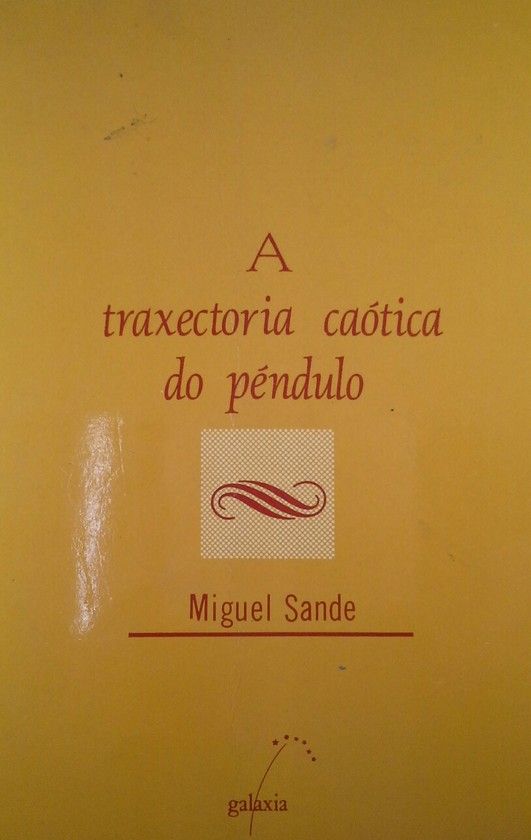 A
traxectoria caótica
do péndulo
Miguel Sande
galaxia